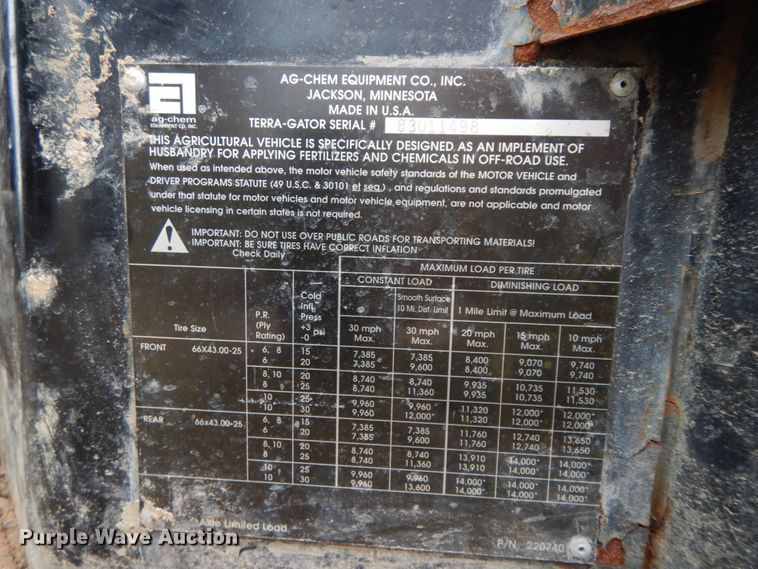 AG-CHEM EQUIPMENT CO., INC.
JACKSON, MINNESOTA
MADE IN U.S.A.
ag-chem
EQUIPMENT CO, INC.
®
TERRA-GATOR SERIAL # 83011498
THIS AGRICULTURAL VEHICLE IS SPECIFICALLY DESIGNED AS AN IMPLEMENT OF
HUSBANDRY FOR APPLYING FERTILIZERS AND CHEMICALS IN OFF-ROAD USE.
When used as intended above, the motor vehicle safety standards of the MOTOR VEHICLE and
DRIVER PROGRAMS STATUTE (49 U.S.C. & 30101 et seq.) , and regulations and standards promulgated
under that statute for motor vehicles and motor vehicle equipment, are not applicable and motor
vehicle licensing in certain states is not required.
IMPORTANT: DO NOT USE OVER PUBLIC ROADS FOR TRANSPORTING MATERIALS!
IMPORTANT: BE SURE TIRES HAVE CORRECT INFLATION
Check Daily
MAXIMUM LOAD PER TIRE
CONSTANT LOAD DIMINISHING LOAD
Tire Size P.R. (Ply Rating) Cold Infl. Press +3 -0 psi Smooth Surface 10 Mi. Dist. Limit 1 Mile Limit @ Maximum Load
30 mph Max. 30 mph Max. 20 mph Max. 15 mph Max. 10 mph Max.
FRONT 66X43.00-25 6, 8 15 7,385 7,385 8,400 9,070 9,740
6 20 7,385 9,600 8,400 9,070 9,740
8, 10 20 8,740 8,740 9,935 10,735 11,530
8 25 8,740 11,360 9,935 10,735 11,530
10 25 9,960 9,960 11,320 12,000* 12,000*
10 30 9,960 12,000* 11,320 12,000* 12,000*
REAR 66x43.00-25 6, 8 15 7,385 7,385 11,760 12,740 13,650
6 20 7,385 9,600 11,760 12,740 13,650
8, 10 20 8,740 8,740 13,910 14,000* 14,000*
8 25 8,740 11,360 13,910 14,000* 14,000*
10 25 9,960 9,960 14,000* 14,000* 14,000*
10 30 9,960 13,600 14,000* 14,000* 14,000*
Axle Limited Load
P/N 220740
Purple Wave Auction